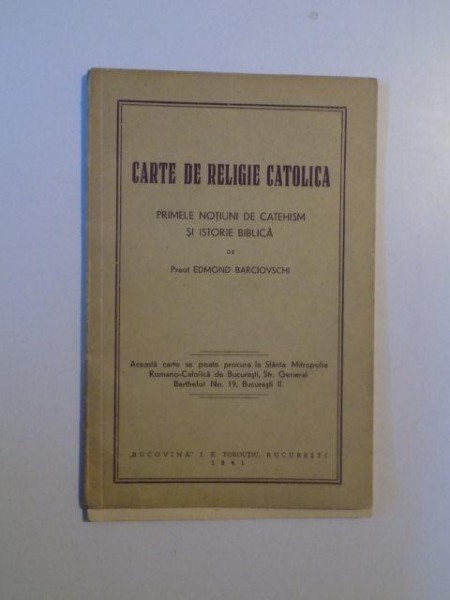 CARTE DE RELIGIE CATOLICA
PRIMELE NOȚIUNI DE CATEHISM
ȘI ISTORIE BIBLICĂ
DE
Preot EDMOND BARCIOVSCHI
Această carte se poate procura la Sfânta Mitropolie
Romano-Catolică de București, Str. General
Berthelot No. 19, București II.
„BUCOVINA" I. E. TOROUȚIU, BUCUREȘTI
1941